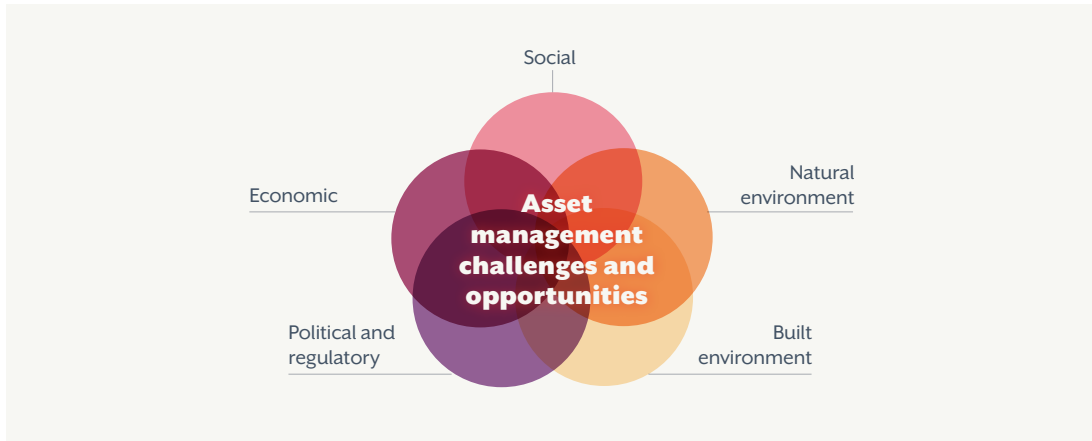 Social
Economic
Natural
environment
Asset
management
challenges and
opportunities
Political and
regulatory
Built
environment